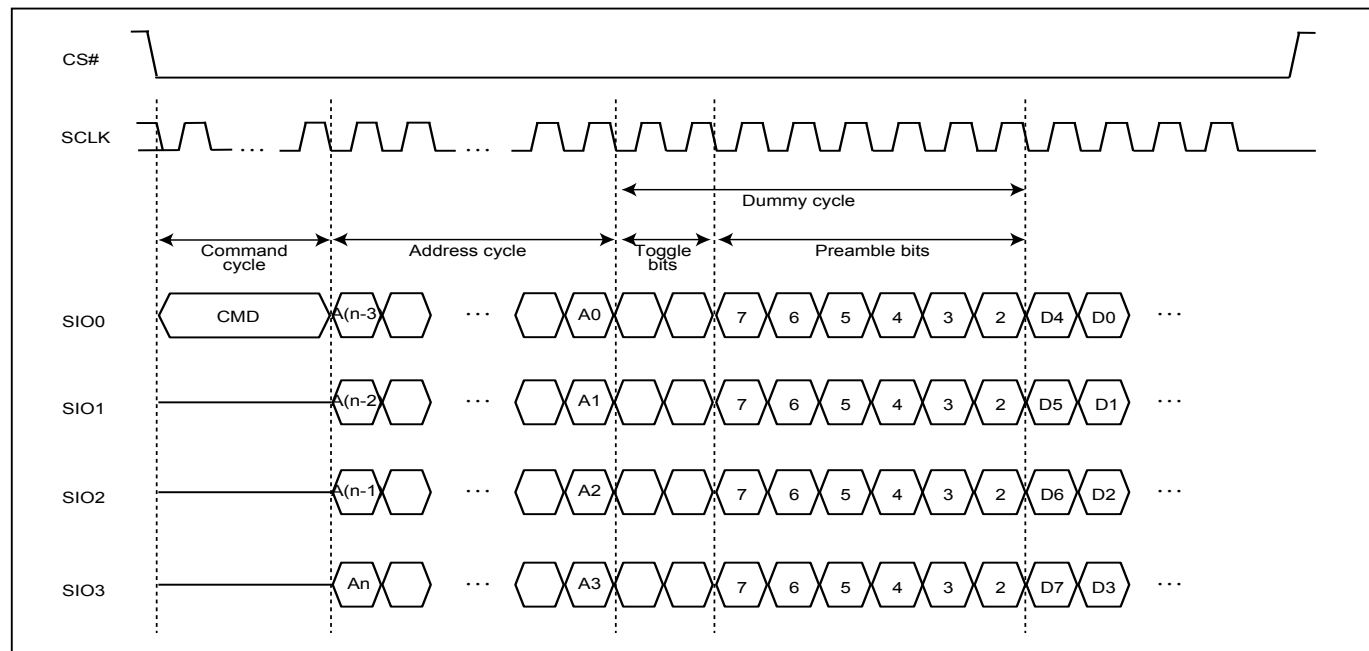 CS#
SCLK ... ...
Dummy cycle
Command cycle Address cycle Toggle bits Preamble bits
SIO0 CMD A(n-3) ... A0 7 6 5 4 3 2 D4 D0 ...
SIO1 A(n-2) ... A1 7 6 5 4 3 2 D5 D1 ...
SIO2 A(n-1) ... A2 7 6 5 4 3 2 D6 D2 ...
SIO3 An ... A3 7 6 5 4 3 2 D7 D3 ...